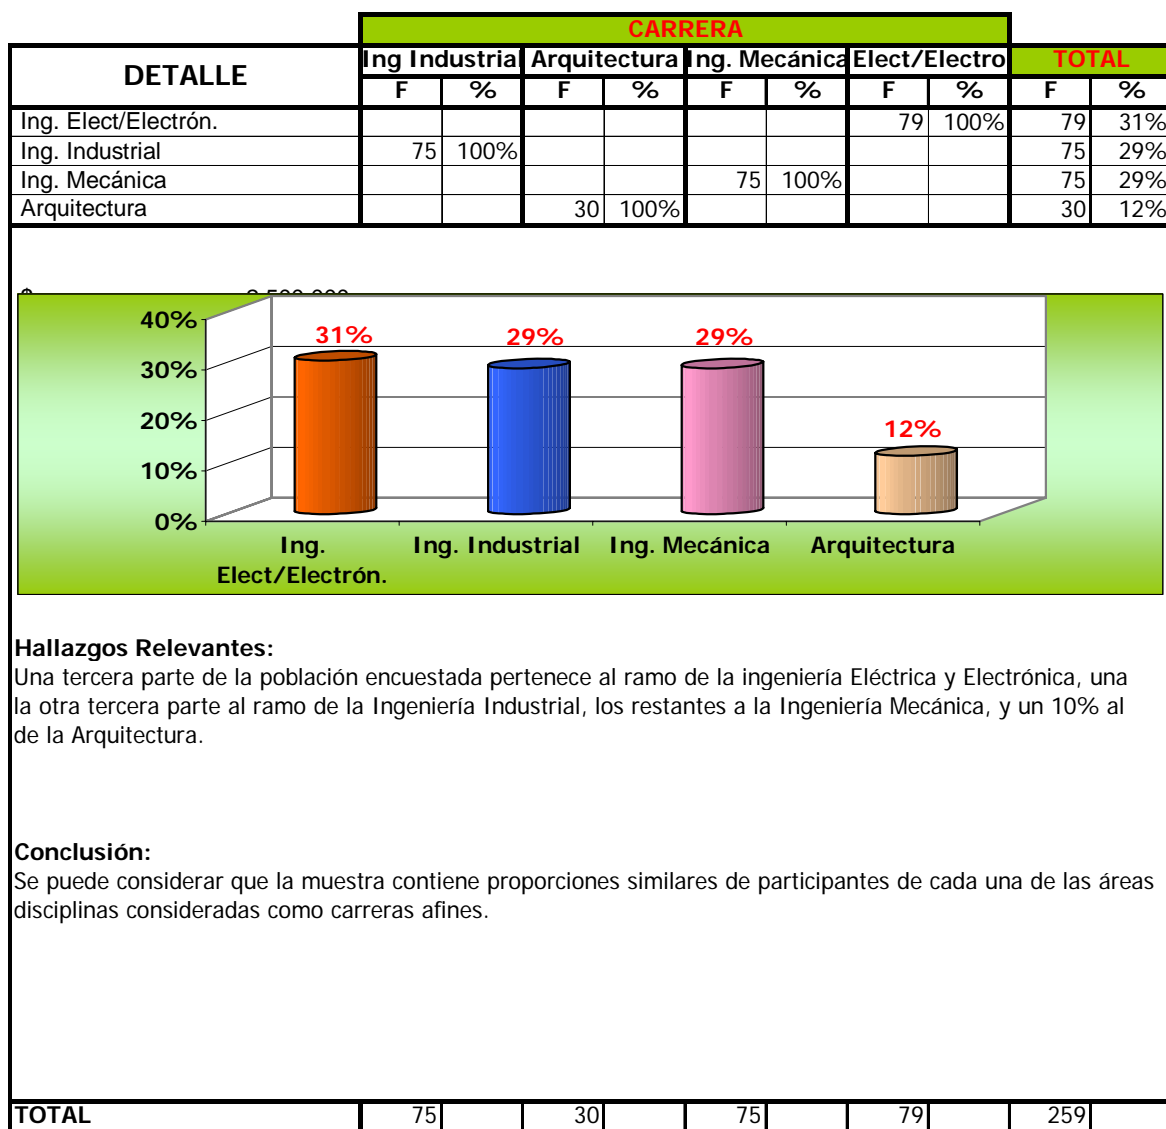 CARRERA
DETALLE Ing Industrial Arquitectura Ing. Mecánica Elect/Electro TOTAL
F % F % F % F % F %
Ing. Elect/Electrón. 79 100% 79 31%
Ing. Industrial 75 100% 75 29%
Ing. Mecánica 75 100% 75 29%
Arquitectura 30 100% 30 12%
40%
30%
20%
10%
0%
31%
29%
29%
12%
Ing.
Elect/Electrón.
Ing. Industrial
Ing. Mecánica
Arquitectura
Hallazgos Relevantes:
Una tercera parte de la población encuestada pertenece al ramo de la ingeniería Eléctrica y Electrónica, una
la otra tercera parte al ramo de la Ingeniería Industrial, los restantes a la Ingeniería Mecánica, y un 10% al
de la Arquitectura.
Conclusión:
Se puede considerar que la muestra contiene proporciones similares de participantes de cada una de las áreas
disciplinas consideradas como carreras afines.
TOTAL 75 30 75 79 259